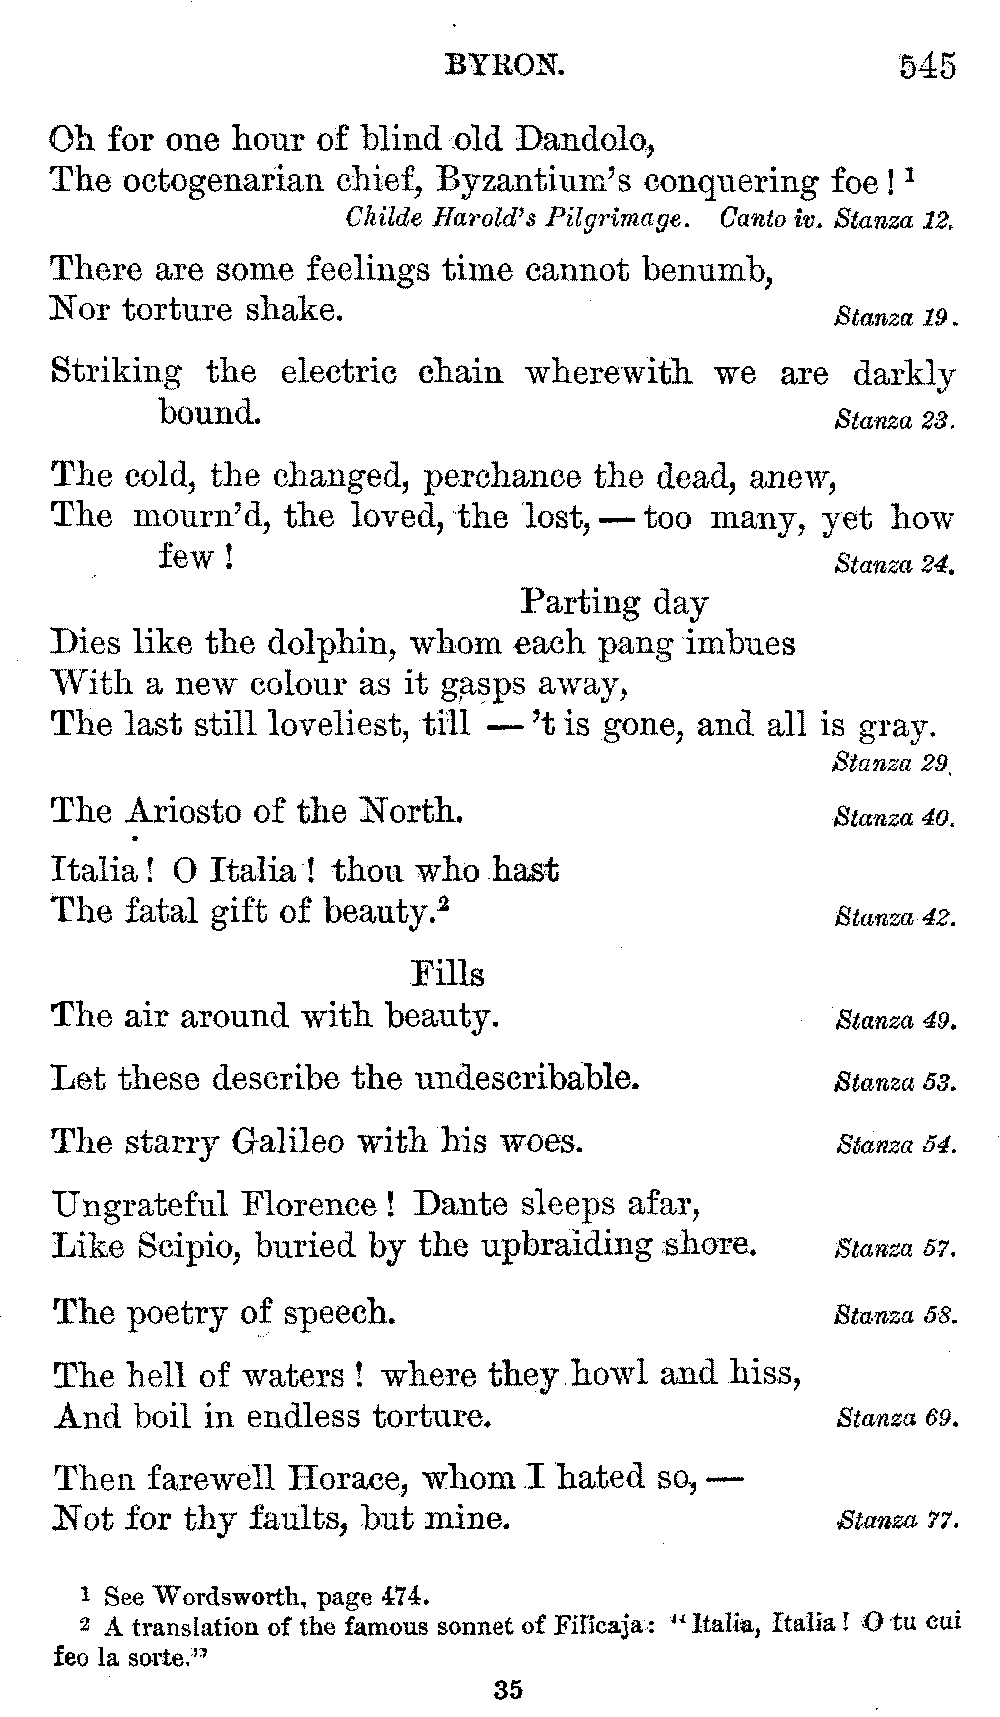 BYRON. 545
Oh for one hour of blind old Dandolo,
The octogenarian chief, Byzantium's conquering foe! ¹
Childe Harold's Pilgrimage. Canto iv. Stanza 12.
There are some feelings time cannot benumb,
Nor torture shake. Stanza 19.
Striking the electric chain wherewith we are darkly
bound. Stanza 23.
The cold, the changed, perchance the dead, anew,
The mourn'd, the loved, the lost, — too many, yet how
few! Stanza 24.
Parting day
Dies like the dolphin, whom each pang imbues
With a new colour as it gasps away,
The last still loveliest, till — 't is gone, and all is gray.
Stanza 29.
The Ariosto of the North. Stanza 40.
Italia! O Italia! thou who hast
The fatal gift of beauty.² Stanza 42.
Fills
The air around with beauty. Stanza 49.
Let these describe the undescribable. Stanza 53.
The starry Galileo with his woes. Stanza 54.
Ungrateful Florence! Dante sleeps afar,
Like Scipio, buried by the upbraiding shore. Stanza 57.
The poetry of speech. Stanza 58.
The hell of waters! where they howl and hiss,
And boil in endless torture. Stanza 69.
Then farewell Horace, whom I hated so, —
Not for thy faults, but mine. Stanza 77.
1 See Wordsworth, page 474.
2 A translation of the famous sonnet of Filicaja: "Italia, Italia! O tu cui
feo la sorte."
35